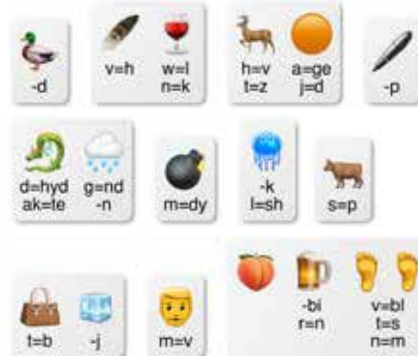 -d
v=h w=l
n=k
h=v a=ge
t=z j=d
-p
d=hyd g=nd
ak=te -n
m=dy
-k
l=sh
s=p
t=b -j
m=v
-bi v=bl
r=n t=s
n=m